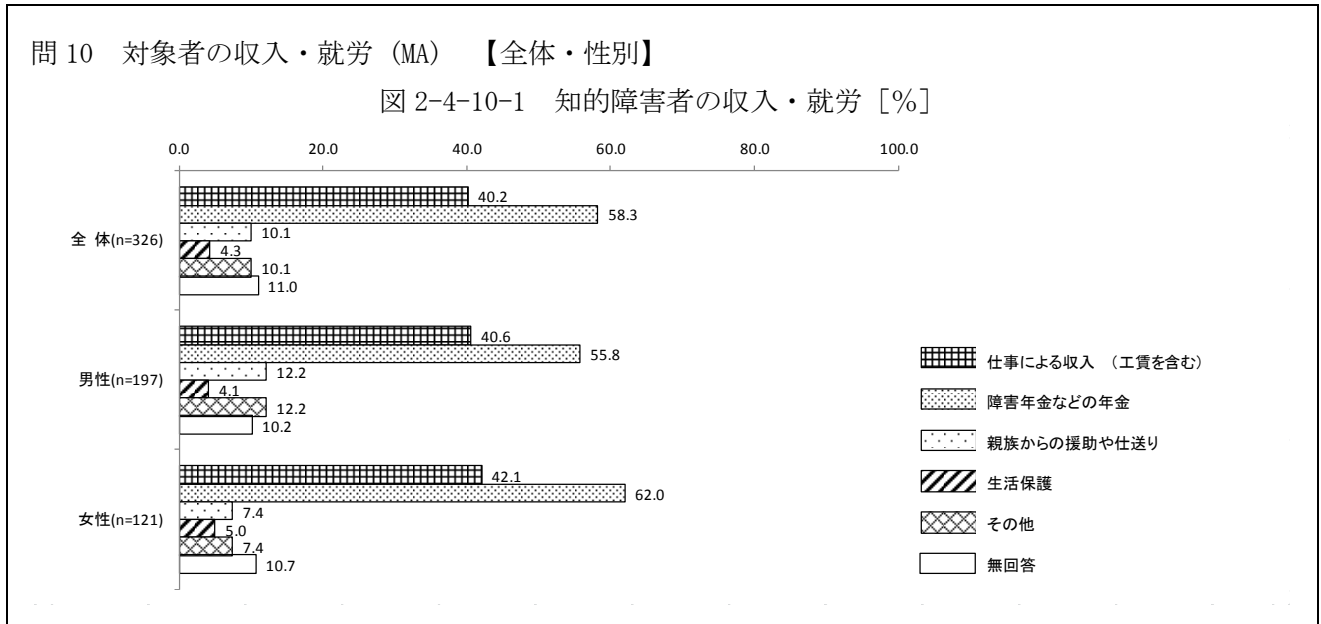 問 10　対象者の収入・就労（MA）　【全体・性別】
図 2-4-10-1　知的障害者の収入・就労［％］
0.0 20.0 40.0 60.0 80.0 100.0
全 体(n=326)
40.2
58.3
10.1
4.3
10.1
11.0
男性(n=197)
40.6
55.8
12.2
4.1
12.2
10.2
女性(n=121)
42.1
62.0
7.4
5.0
7.4
10.7
仕事による収入　（工賃を含む）
障害年金などの年金
親族からの援助や仕送り
生活保護
その他
無回答